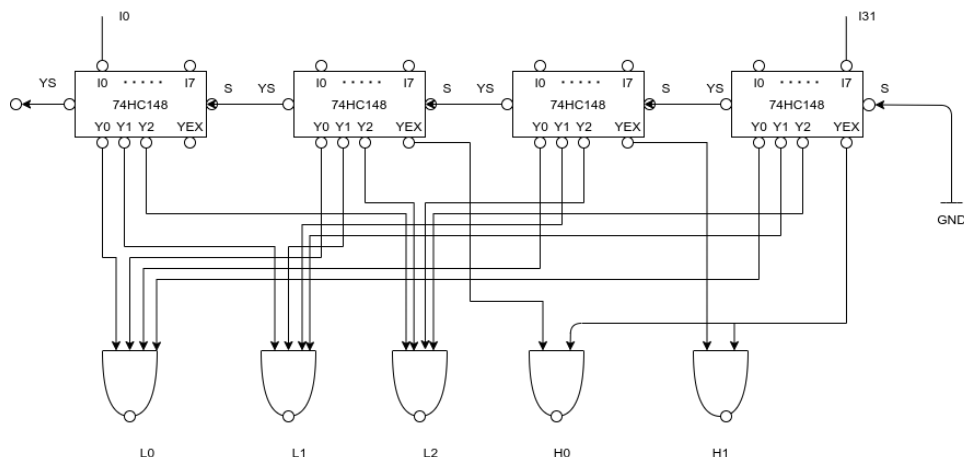 I0 I31
I0 ***** I7 I0 ***** I7 I0 ***** I7 I0 ***** I7
YS S YS S YS S YS S
74HC148 74HC148 74HC148 74HC148
Y0 Y1 Y2 YEX Y0 Y1 Y2 YEX Y0 Y1 Y2 YEX Y0 Y1 Y2 YEX
GND
L0 L1 L2 H0 H1